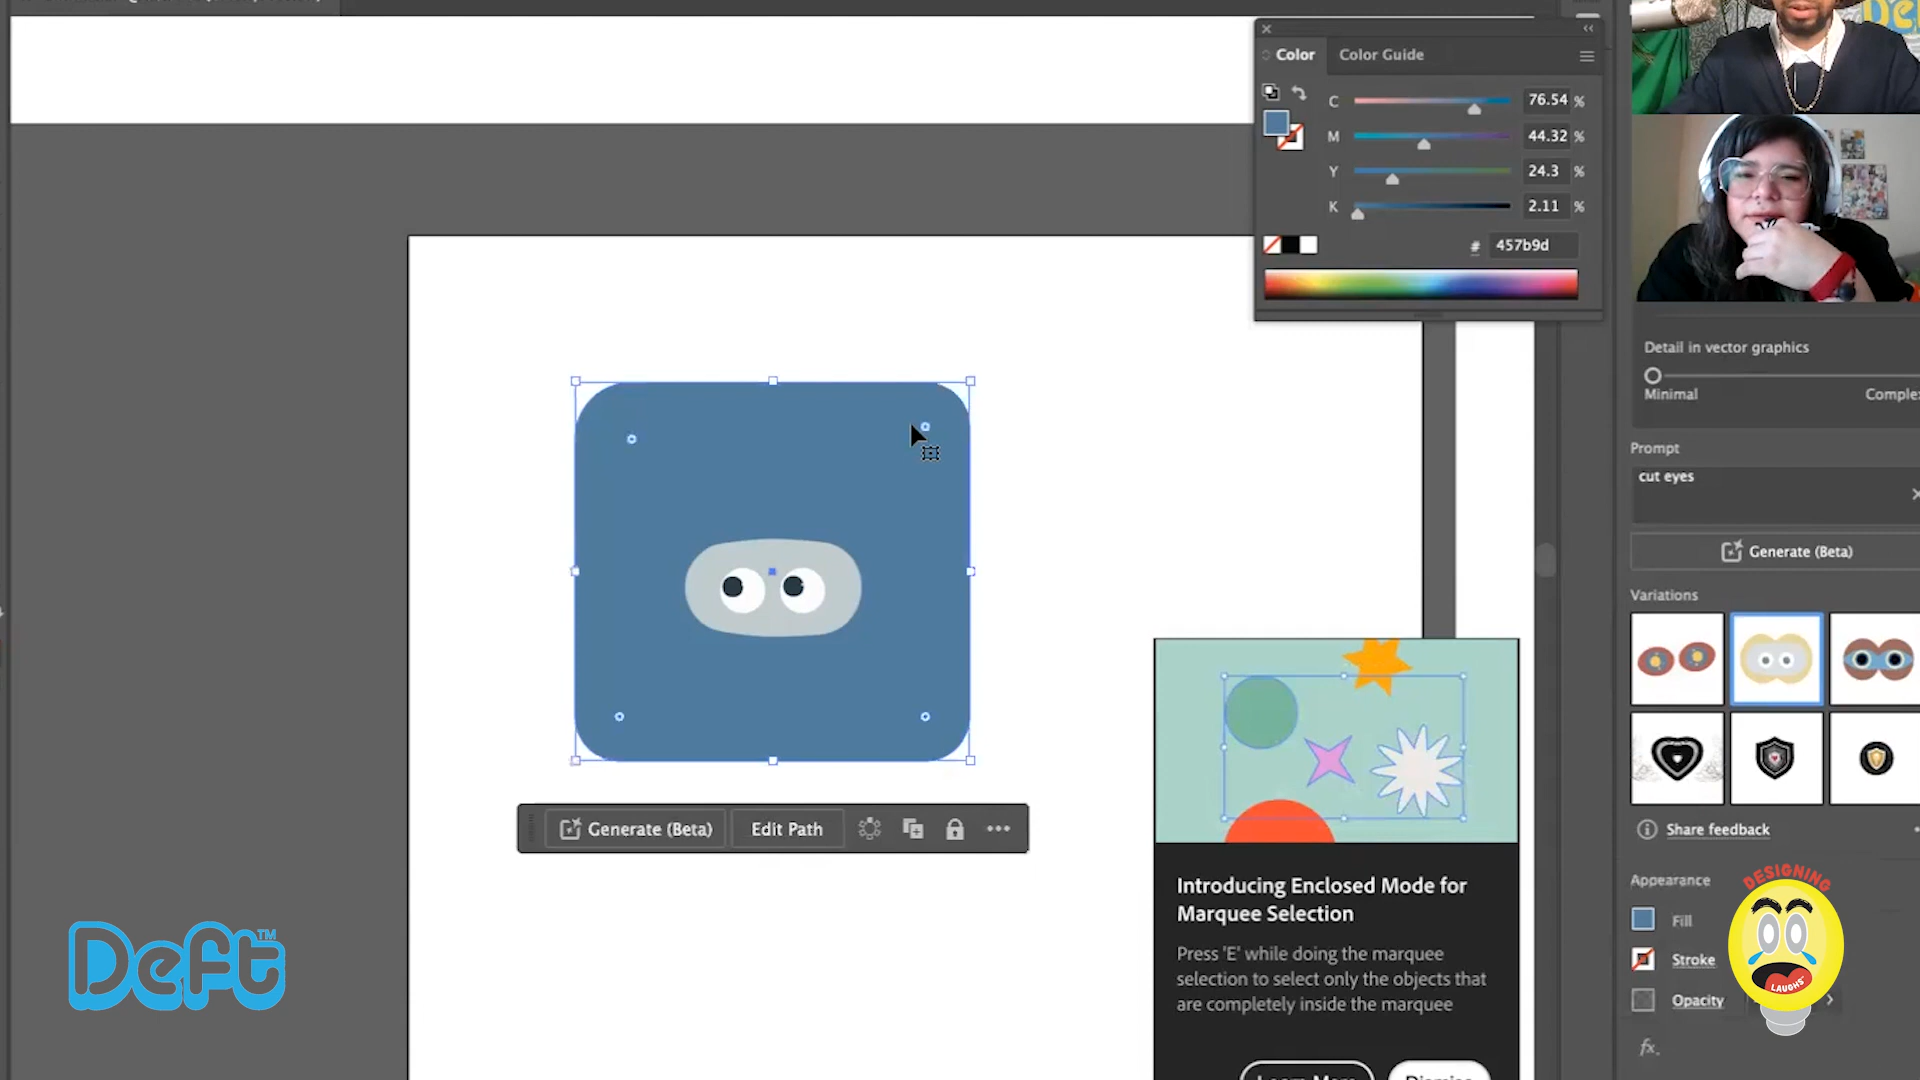 Color
Color Guide
C 76.54 %
M 44.32 %
Y 24.3 %
K 2.11 %
# 457b9d
De
Detail in vector graphics
Minimal
Prompt
cut eyes
Generate (Beta)
Variations
Share feedback
Appearance
Fill
Stroke
Opacity
fx.
Generate (Beta)
Edit Path
Introducing Enclosed Mode for
Marquee Selection
Press 'E' while doing the marquee
selection to select only the objects that
are completely inside the marquee
Deft™
DESIGNING
LAUGHS